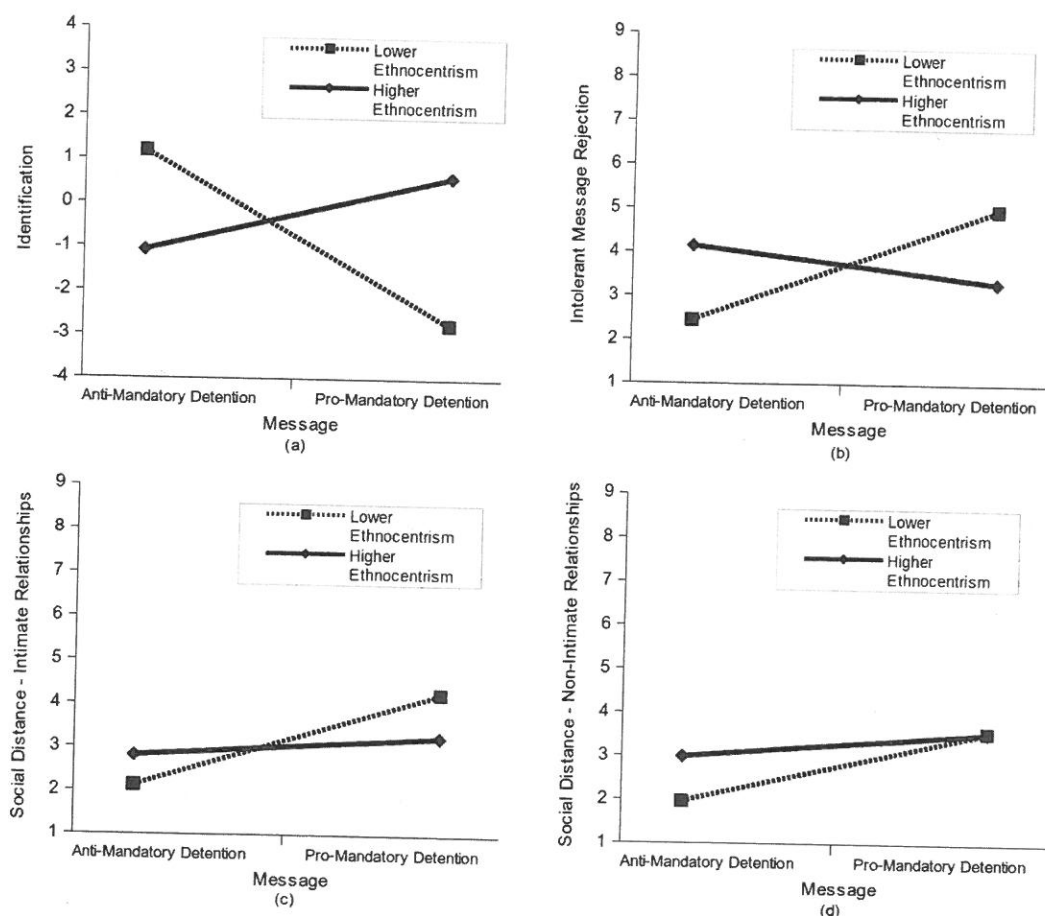 4
3
2
1
0
-1
-2
-3
-4
Identification
Lower
Ethnocentrism
Higher
Ethnocentrism
Anti-Mandatory Detention
Pro-Mandatory Detention
Message
(a)
9
8
7
6
5
4
3
2
1
Intolerant Message Rejection
Lower
Ethnocentrism
Higher
Ethnocentrism
Anti-Mandatory Detention
Pro-Mandatory Detention
Message
(b)
9
8
7
6
5
4
3
2
1
Social Distance - Intimate Relationships
Lower
Ethnocentrism
Higher
Ethnocentrism
Anti-Mandatory Detention
Pro-Mandatory Detention
Message
(c)
9
8
7
6
5
4
3
2
1
Social Distance - Non-Intimate Relationships
Lower
Ethnocentrism
Higher
Ethnocentrism
Anti-Mandatory Detention
Pro-Mandatory Detention
Message
(d)